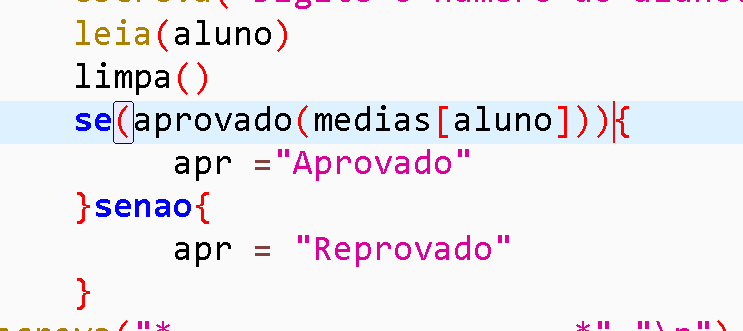 leia(aluno)
limpa()
se(aprovado(medias[aluno])){
apr ="Aprovado"
}senao{
apr = "Reprovado"
}